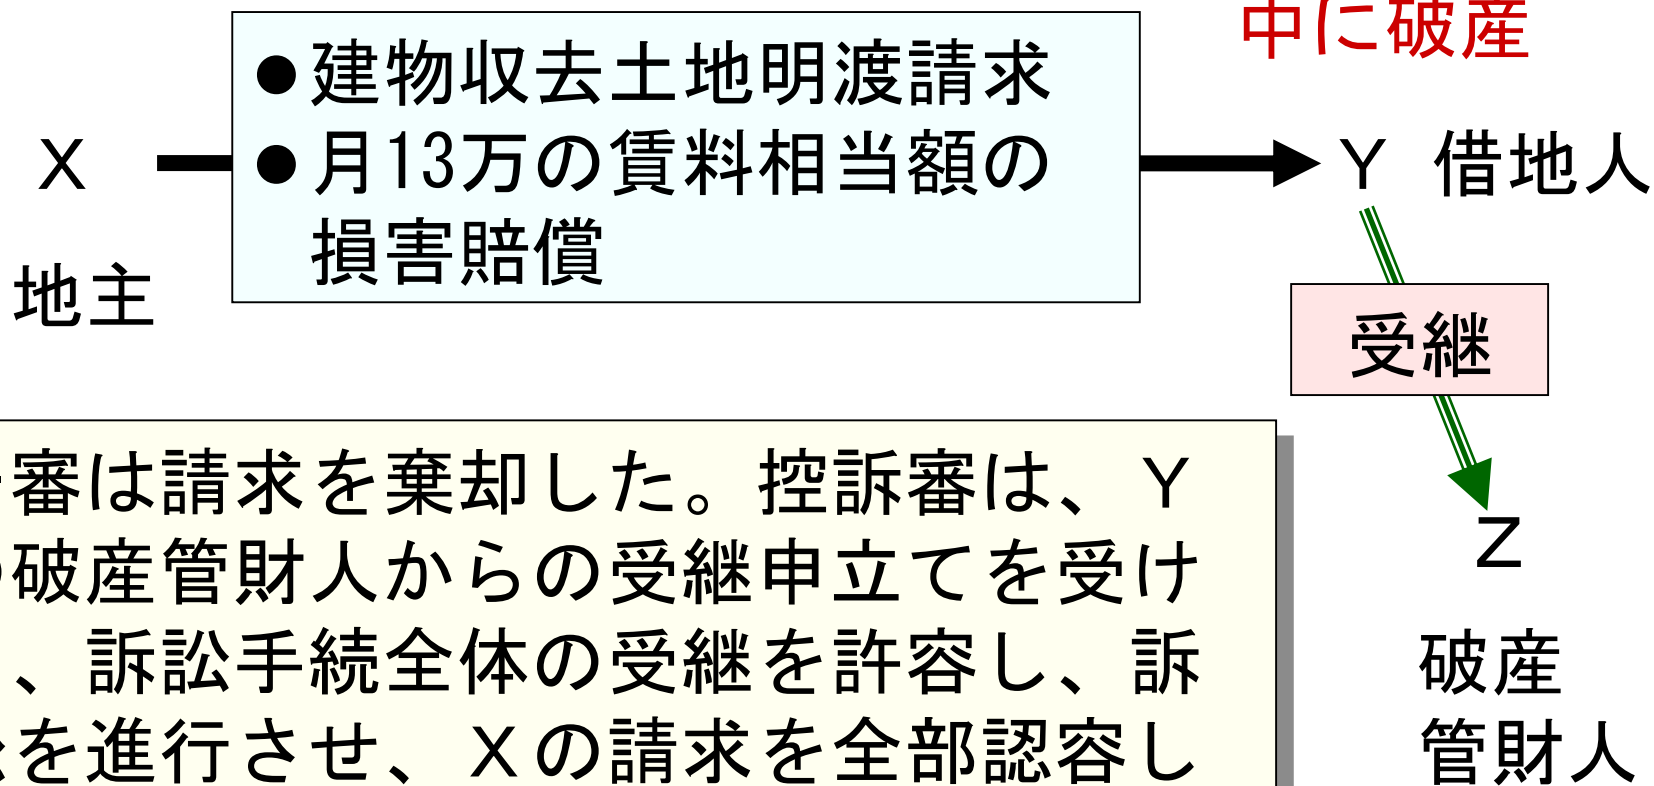 中に破産
●建物収去土地明渡請求
●月13万の賃料相当額の
損害賠償
X
地主
Y 借地人
受継
Z
破産
管財人
審は請求を棄却した。控訴審は、Y
破産管財人からの受継申立てを受け
、訴訟手続全体の受継を許容し、訴
を進行させ、Xの請求を全部認容し